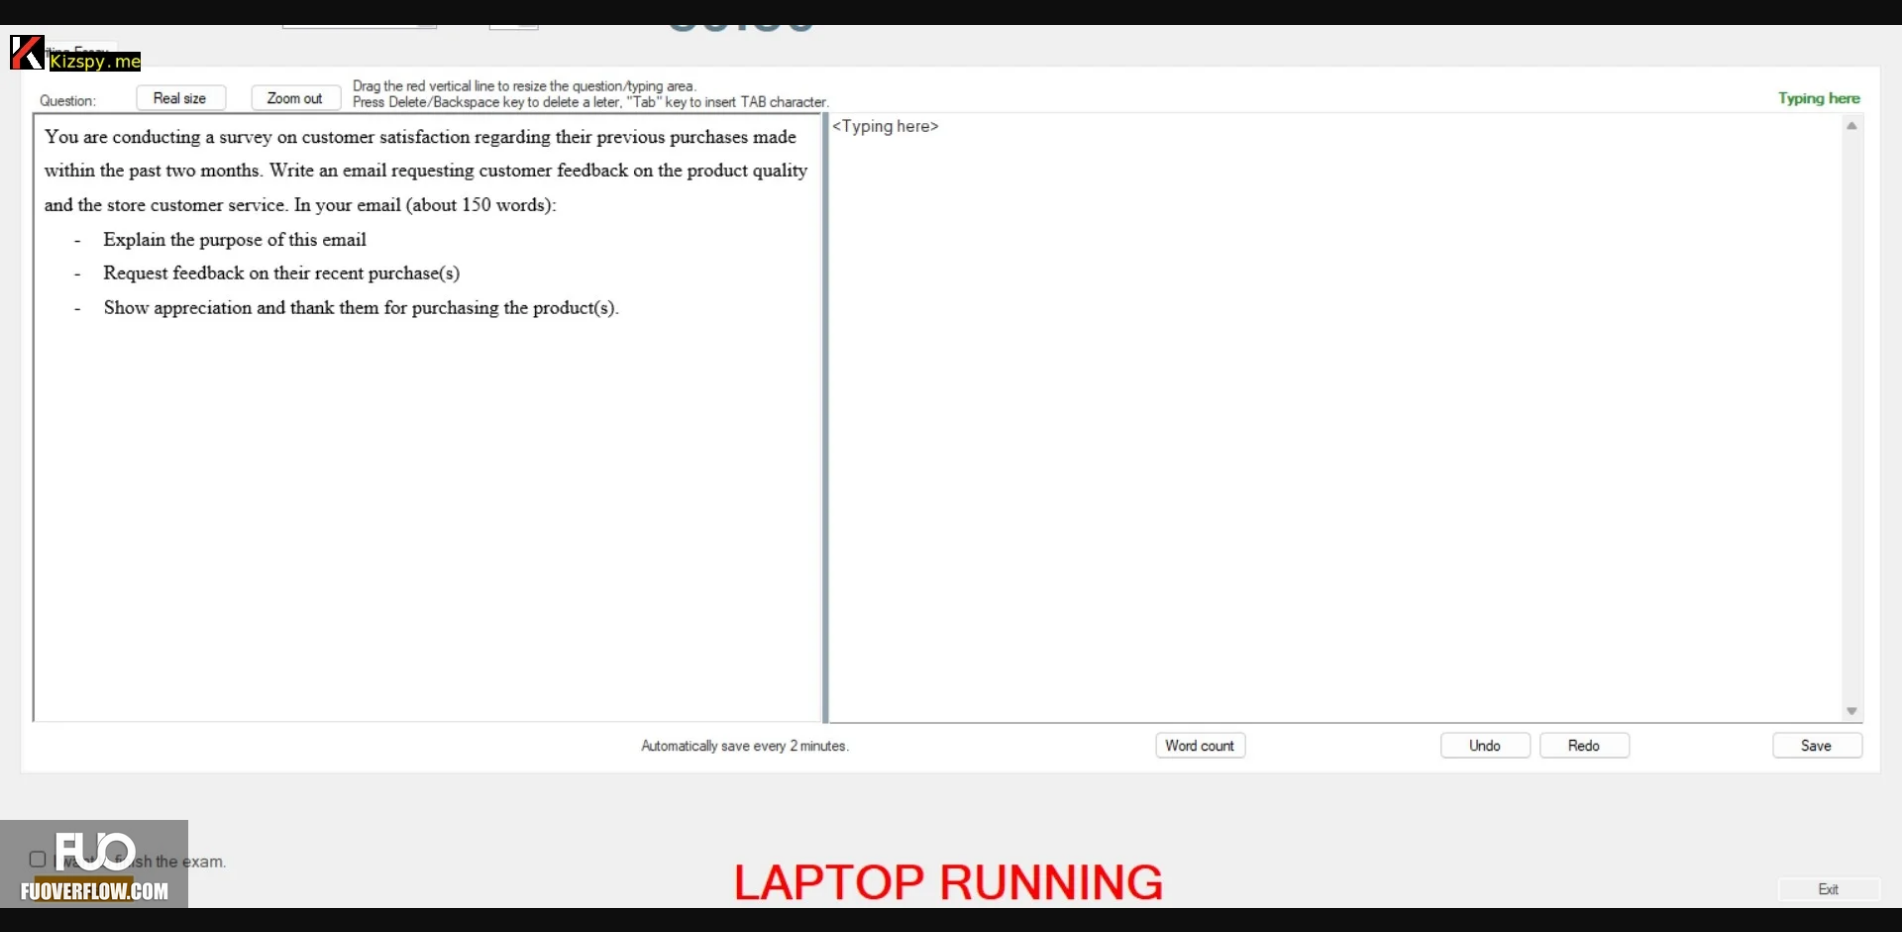 Kizspy.me
Question:
Real size
Zoom out
Drag the red vertical line to resize the question/typing area.
Press Delete/Backspace key to delete a leter, "Tab" key to insert TAB character.
Typing here
You are conducting a survey on customer satisfaction regarding their previous purchases made
within the past two months. Write an email requesting customer feedback on the product quality
and the store customer service. In your email (about 150 words):
- Explain the purpose of this email
- Request feedback on their recent purchase(s)
- Show appreciation and thank them for purchasing the product(s).
<Typing here>
Automatically save every 2 minutes.
Word count
Undo
Redo
Save
FUO
the exam.
FUOVERFLOW.COM
LAPTOP RUNNING
Exit